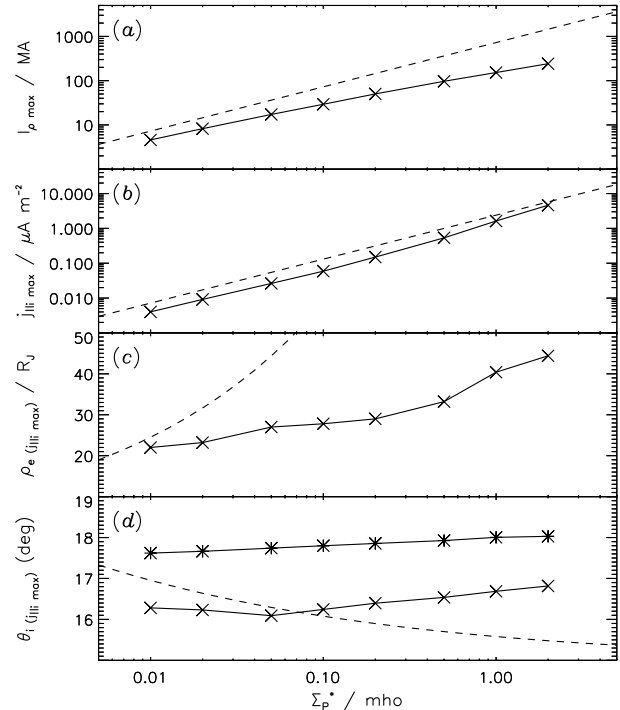 (a)
1000
100
10
I_ρ max / MA
(b)
10.000
1.000
0.100
0.010
j_||i max / μA m⁻²
(c)
50
40
30
20
ρ_e (j_||i max) / R_J
(d)
19
18
17
16
θ_i (j_||i max) (deg)
0.01 0.10 1.00
Σ_P* / mho